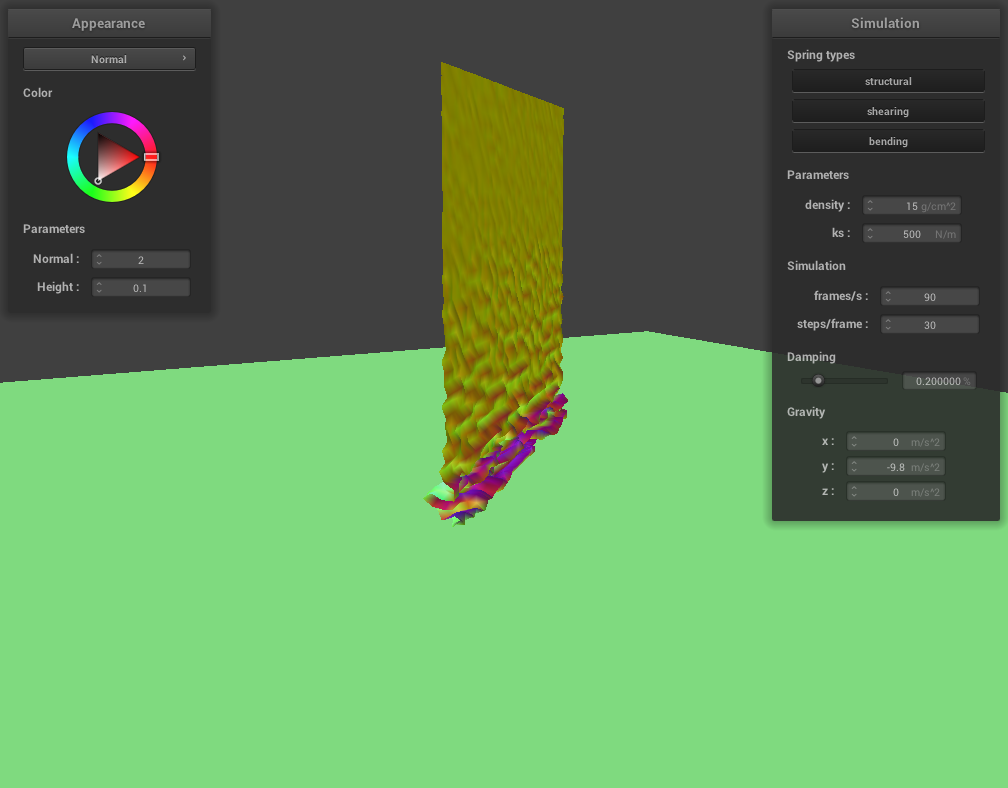 Appearance
Normal
Color
Parameters
Normal :
2
Height :
0.1
Simulation
Spring types
structural
shearing
bending
Parameters
density :
15 g/cm^2
ks :
500 N/m
Simulation
frames/s :
90
steps/frame :
30
Damping
0.200000 %
Gravity
x :
0 m/s^2
y :
-9.8 m/s^2
z :
0 m/s^2